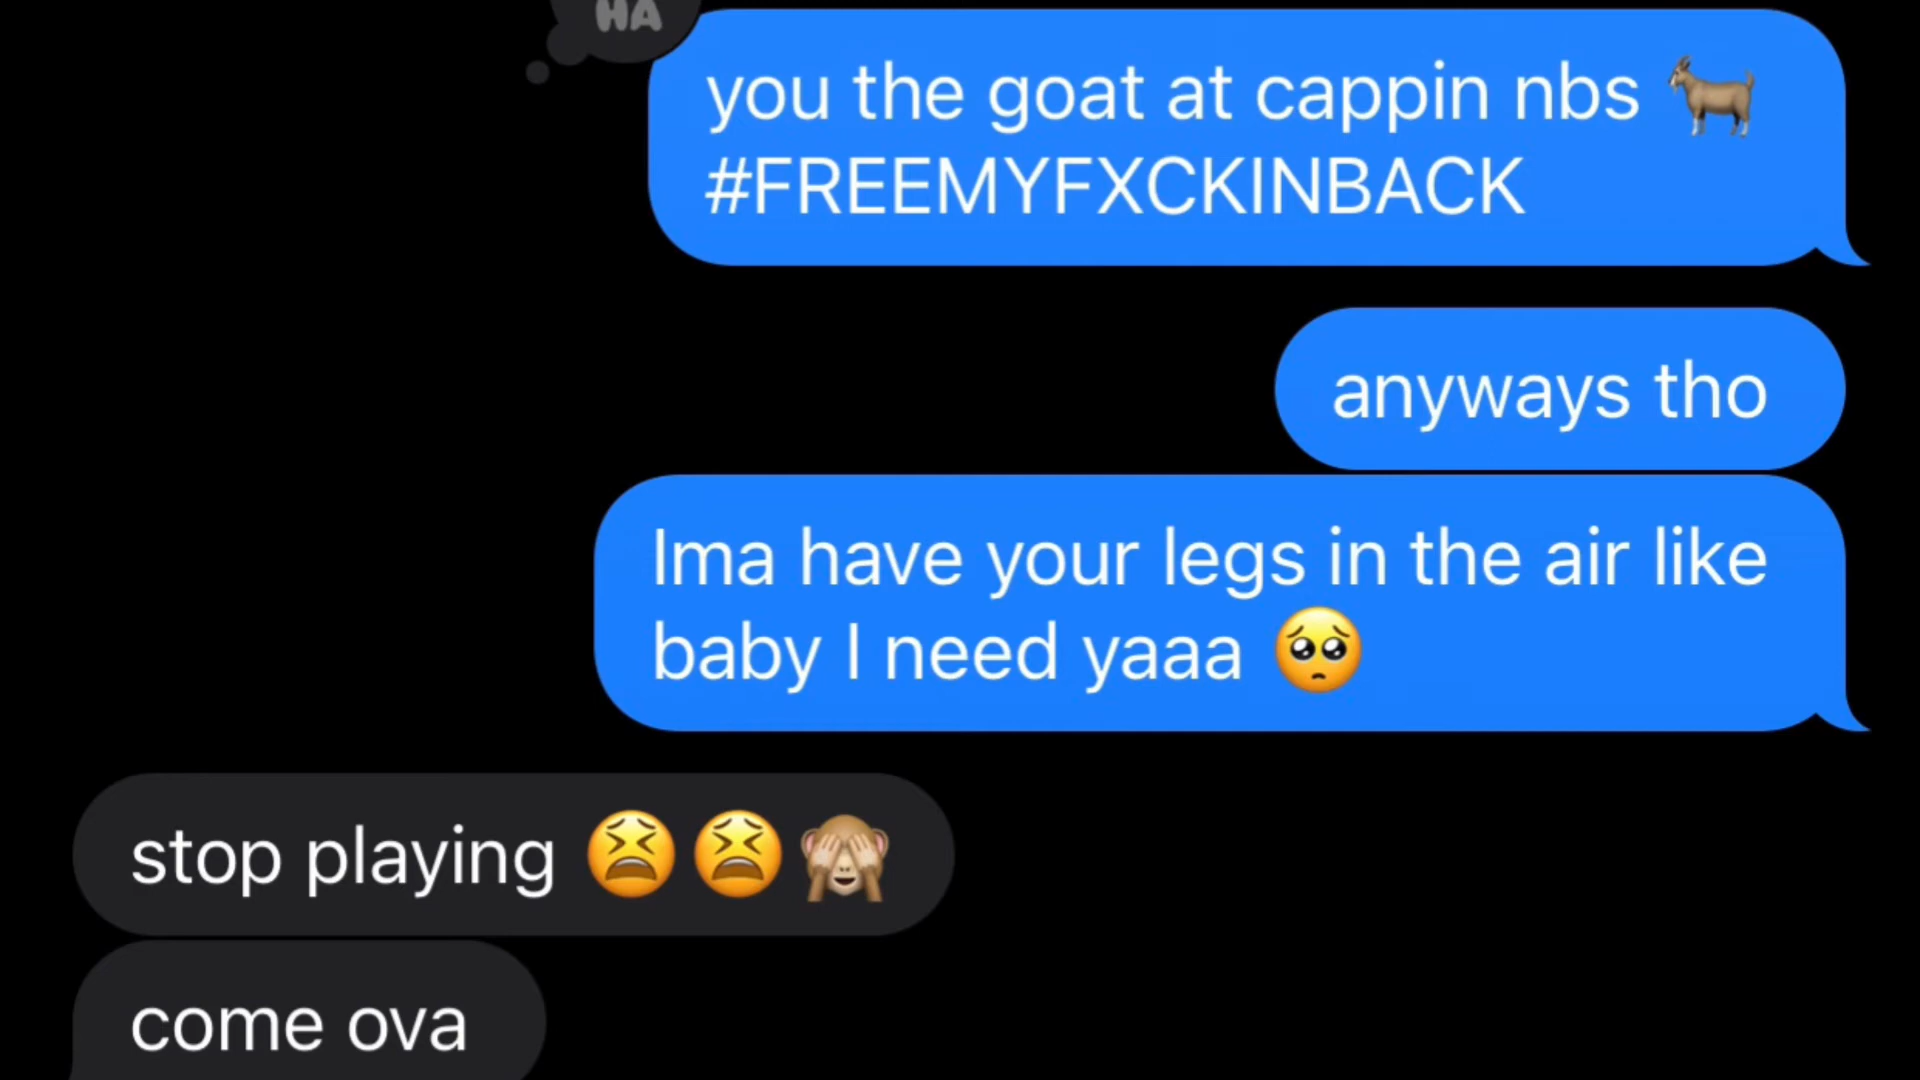 HA
you the goat at cappin nbs 🐐
#FREEMYFXCKINBACK
anyways tho
Ima have your legs in the air like
baby I need yaaa 🥺
stop playing 😫😫🙈
come ova